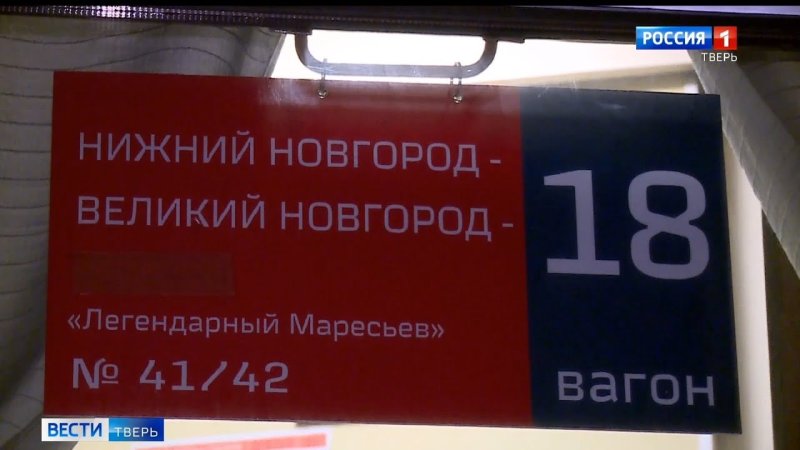 РОССИЯ 1
ТВЕРЬ
НИЖНИЙ НОВГОРОД -
ВЕЛИКИЙ НОВГОРОД -
«Легендарный Маресьев»
№ 41/42
18
вагон
ВЕСТИ ТВЕРЬ